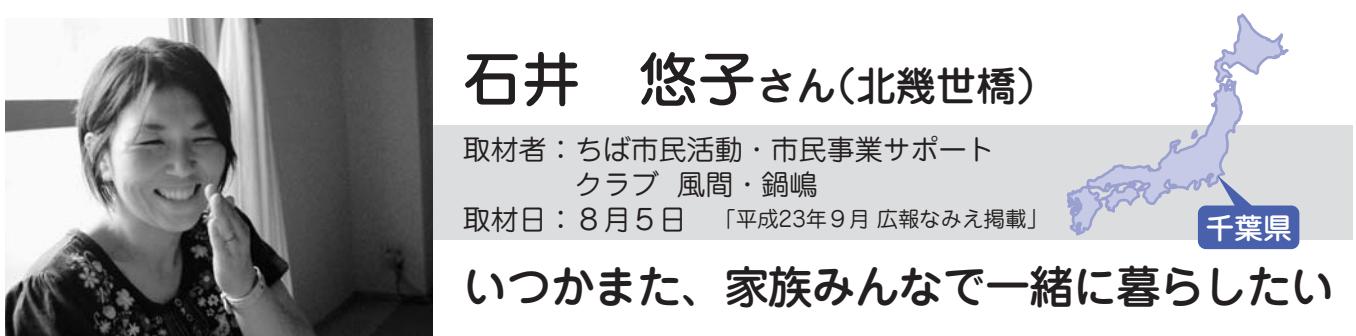 石井　悠子さん（北幾世橋）
取材者：ちば市民活動・市民事業サポート
クラブ 風間・鍋嶋
取材日：８月５日　「平成23年９月 広報なみえ掲載」
千葉県
いつかまた、家族みんなで一緒に暮らしたい